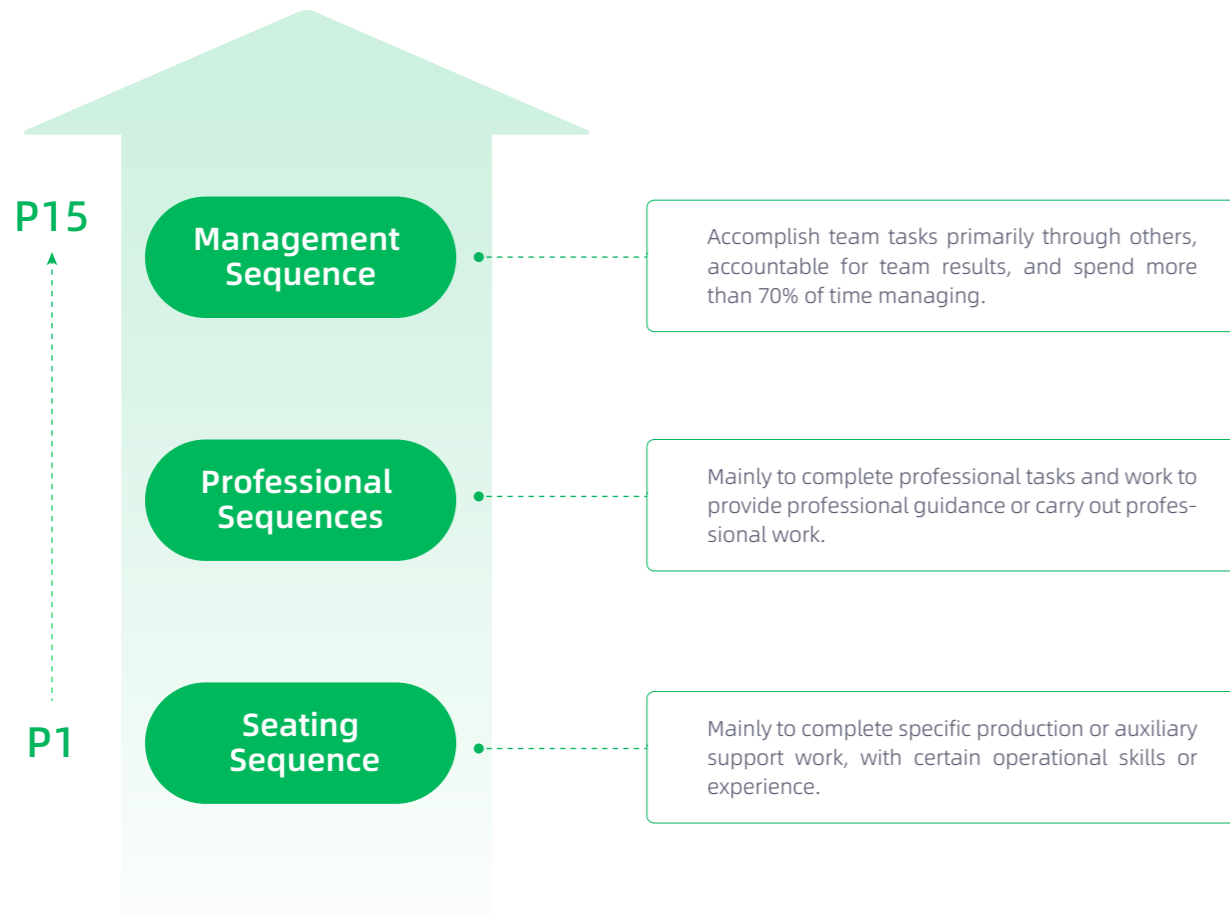 P15
Management
Sequence
Accomplish team tasks primarily through others,
accountable for team results, and spend more
than 70% of time managing.
Professional
Sequences
Mainly to complete professional tasks and work to
provide professional guidance or carry out profes-
sional work.
P1
Seating
Sequence
Mainly to complete specific production or auxiliary
support work, with certain operational skills or
experience.